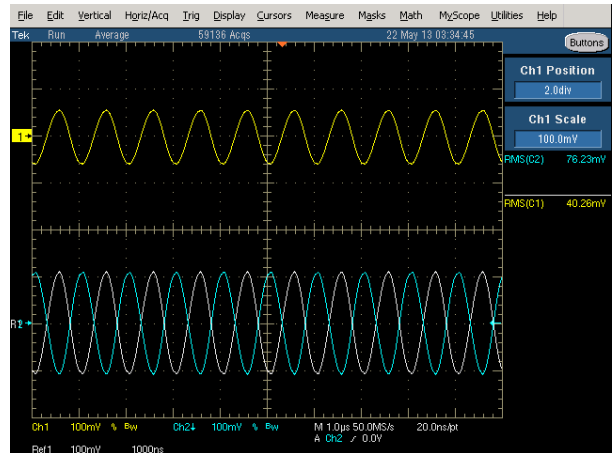 File Edit Vertical Horiz/Acq Trig Display Cursors Measure Masks Math MyScope Utilities Help
Tek Run Average 59136 Acqs 22 May 13 03:34:45
Buttons
Ch1 Position
2.0div
Ch1 Scale
100.0mV
1
RMS(C2) 76.23mV
RMS(C1) 40.26mV
Ch1 100mV % Bw Ch2↓ 100mV % Bw M 1.0µs 50.0MS/s 20.0ns/pt
A Ch2 ∕ 0.0V
Ref1 100mV 1000ns